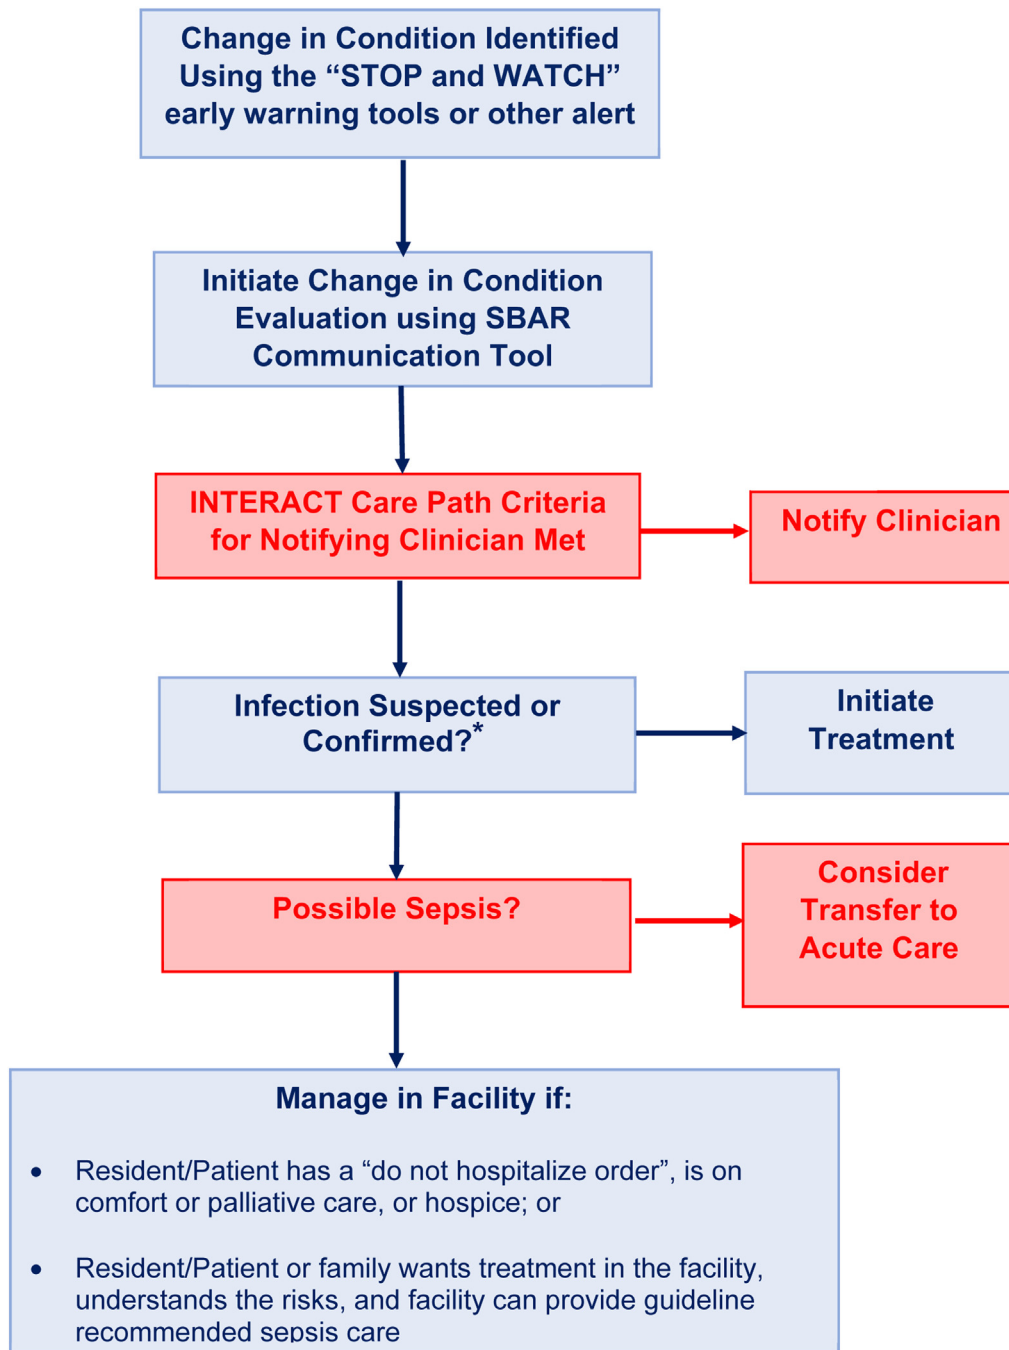 Change in Condition Identified
Using the “STOP and WATCH”
early warning tools or other alert
Initiate Change in Condition
Evaluation using SBAR
Communication Tool
INTERACT Care Path Criteria
for Notifying Clinician Met
Notify Clinician
Infection Suspected or
Confirmed?*
Initiate
Treatment
Possible Sepsis?
Consider
Transfer to
Acute Care
Manage in Facility if:
• Resident/Patient has a “do not hospitalize order”, is on
comfort or palliative care, or hospice; or
• Resident/Patient or family wants treatment in the facility,
understands the risks, and facility can provide guideline
recommended sepsis care